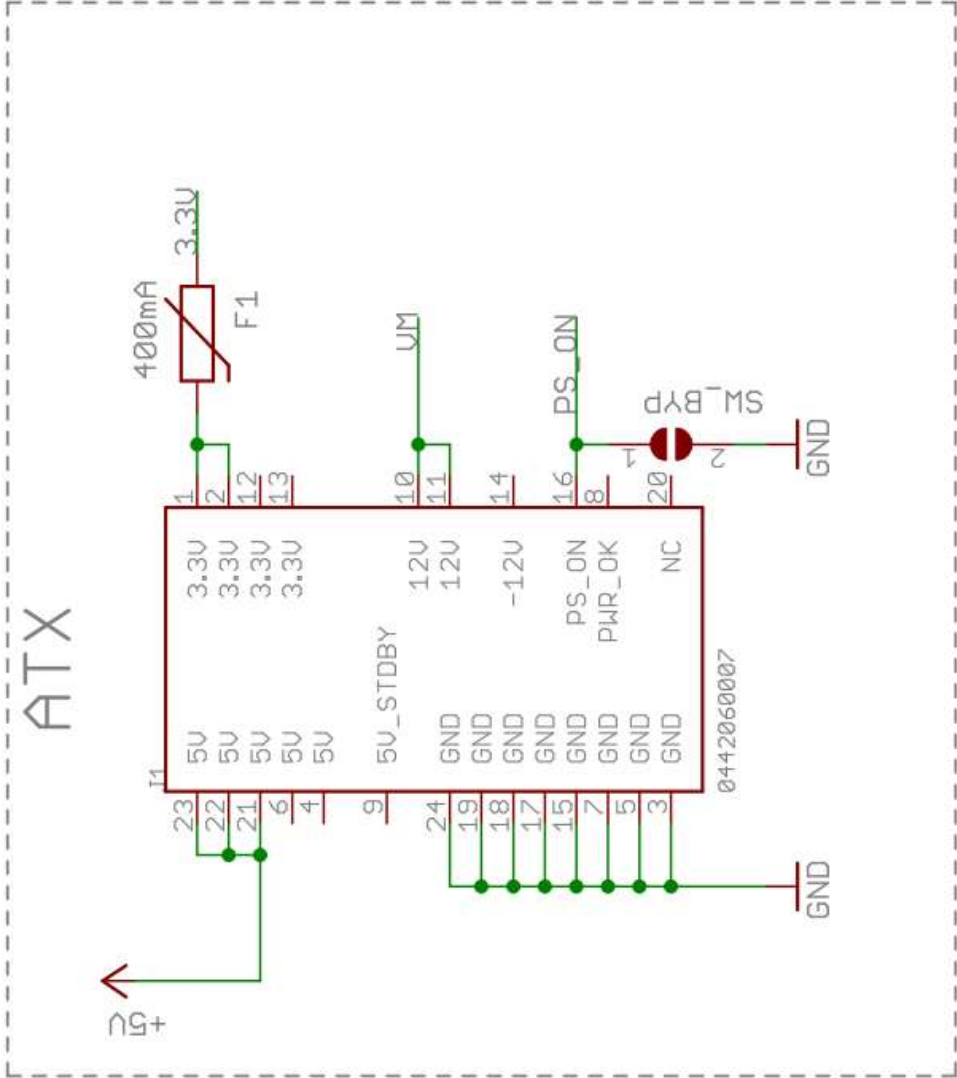 ATX
+5V
400mA
J1
23 5V 3.3V 1 3.3V
22 5V 3.3V 2
F1
21 5V 3.3V 12
6 5V 3.3V 13
4 5V
9 5V_STDBY
12V 10 VM
24 GND 12V 11
19 GND
18 GND -12V 14
17 GND
15 GND PS_ON 16 PS_ON
7 GND PWR_OK 8
5 GND
3 GND NC 20
1
2
SW_BYP
0442060007
GND
GND